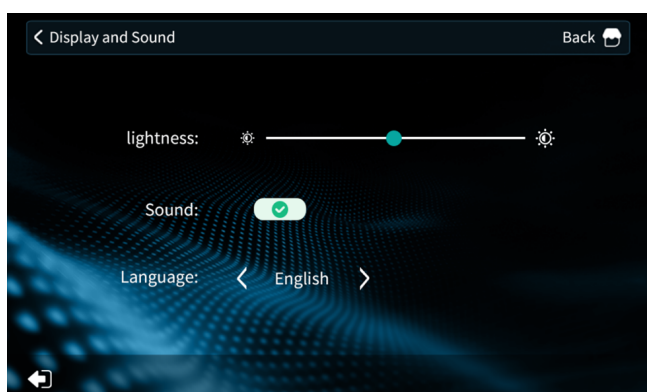 Display and Sound
Back
lightness:
Sound:
Language:
English